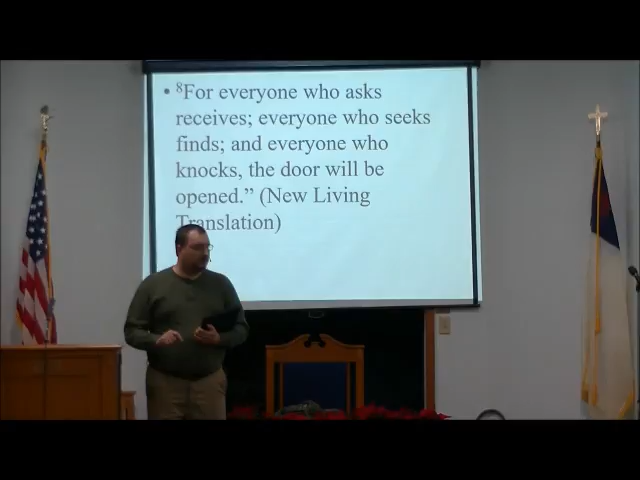 • ⁸For everyone who asks
receives; everyone who seeks
finds; and everyone who
knocks, the door will be
opened.” (New Living
Translation)